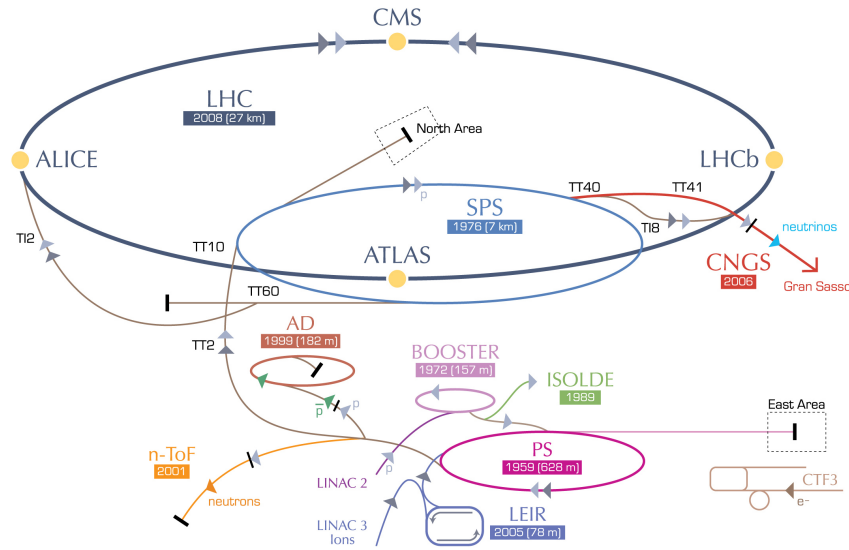 CMS
LHC
2008 (27 km)
North Area
ALICE
LHCb
TT40
TT41
p
SPS
1976 (7 km)
TI8
neutrinos
TI2
TT10
ATLAS
CNGS
2006
Gran Sasso
TT60
AD
1999 (182 m)
TT2
BOOSTER
1972 (157 m)
ISOLDE
1989
p
p
East Area
n-ToF
2001
PS
1959 (628 m)
p
LINAC 2
neutrons
CTF3
e-
LINAC 3
Ions
LEIR
2005 (78 m)